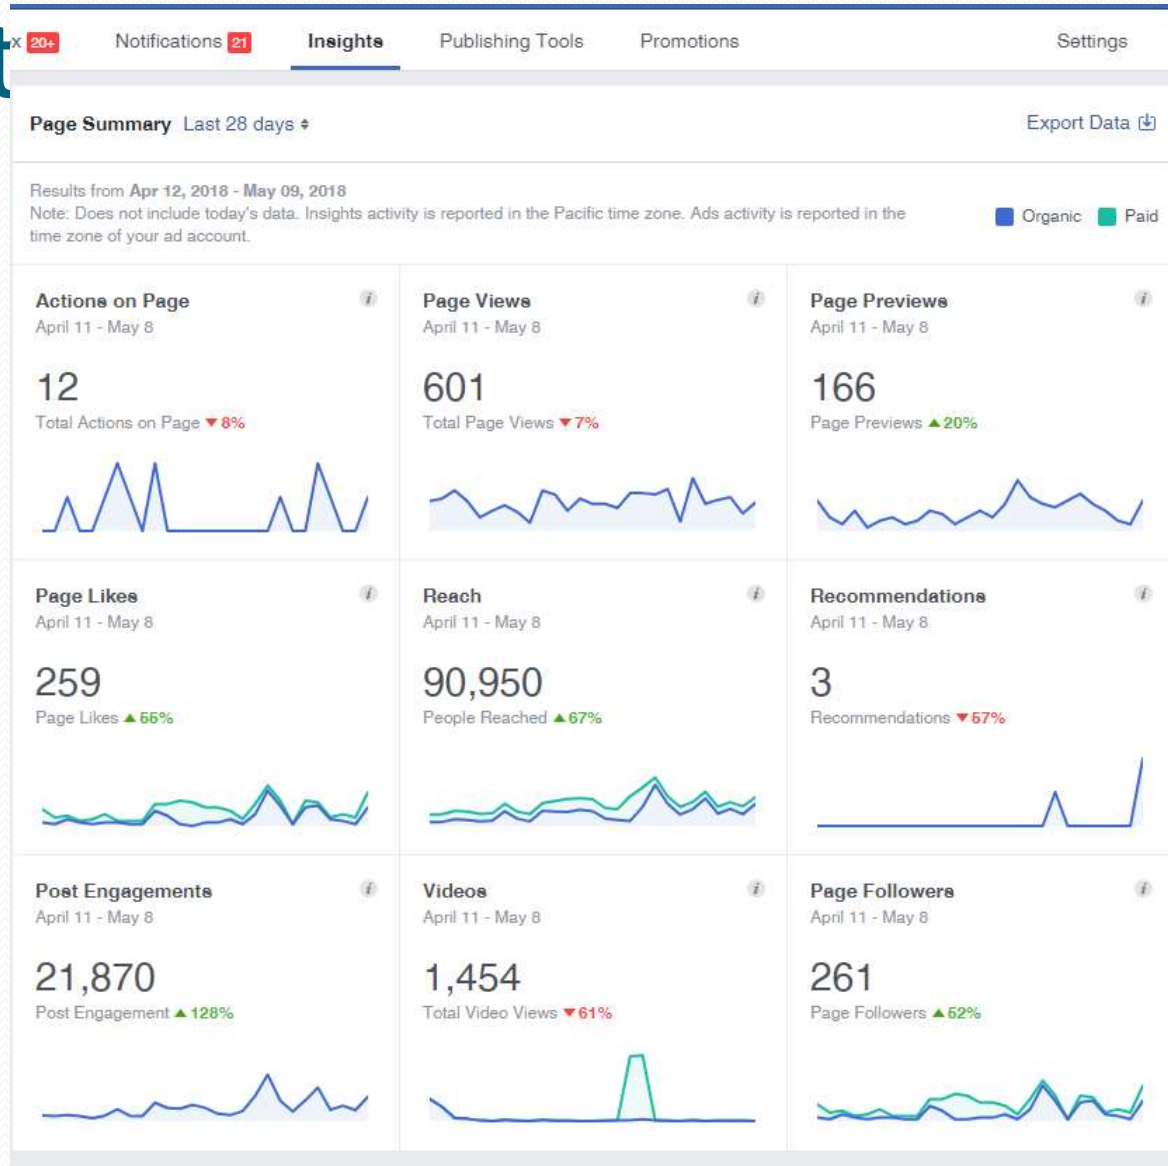 t
x 20+ Notifications 21 Insights Publishing Tools Promotions Settings
Page Summary Last 28 days Export Data
Results from Apr 12, 2018 - May 09, 2018
Note: Does not include today's data. Insights activity is reported in the Pacific time zone. Ads activity is reported in the
time zone of your ad account.
Organic Paid
Actions on Page
April 11 - May 8
12
Total Actions on Page ▼8%
Page Views
April 11 - May 8
601
Total Page Views ▼7%
Page Previews
April 11 - May 8
166
Page Previews ▲20%
Page Likes
April 11 - May 8
259
Page Likes ▲55%
Reach
April 11 - May 8
90,950
People Reached ▲67%
Recommendations
April 11 - May 8
3
Recommendations ▼57%
Post Engagements
April 11 - May 8
21,870
Post Engagement ▲128%
Videos
April 11 - May 8
1,454
Total Video Views ▼61%
Page Followers
April 11 - May 8
261
Page Followers ▲52%